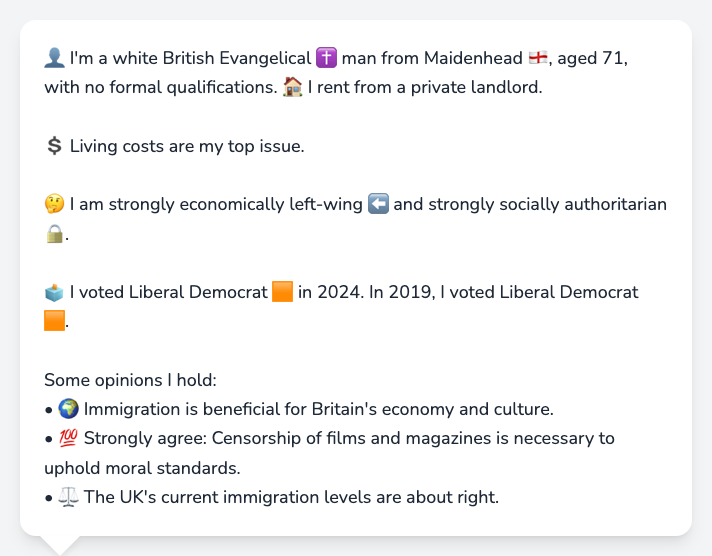 👤 I'm a white British Evangelical ✝️ man from Maidenhead 🏴󠁧󠁢󠁥󠁮󠁧󠁿, aged 71,
with no formal qualifications. 🏠 I rent from a private landlord.
💲 Living costs are my top issue.
🤔 I am strongly economically left-wing ⬅️ and strongly socially authoritarian
🔒.
🗳️ I voted Liberal Democrat 🟧 in 2024. In 2019, I voted Liberal Democrat
🟧.
Some opinions I hold:
• 🌍 Immigration is beneficial for Britain's economy and culture.
• 💯 Strongly agree: Censorship of films and magazines is necessary to
uphold moral standards.
• ⚖️ The UK's current immigration levels are about right.